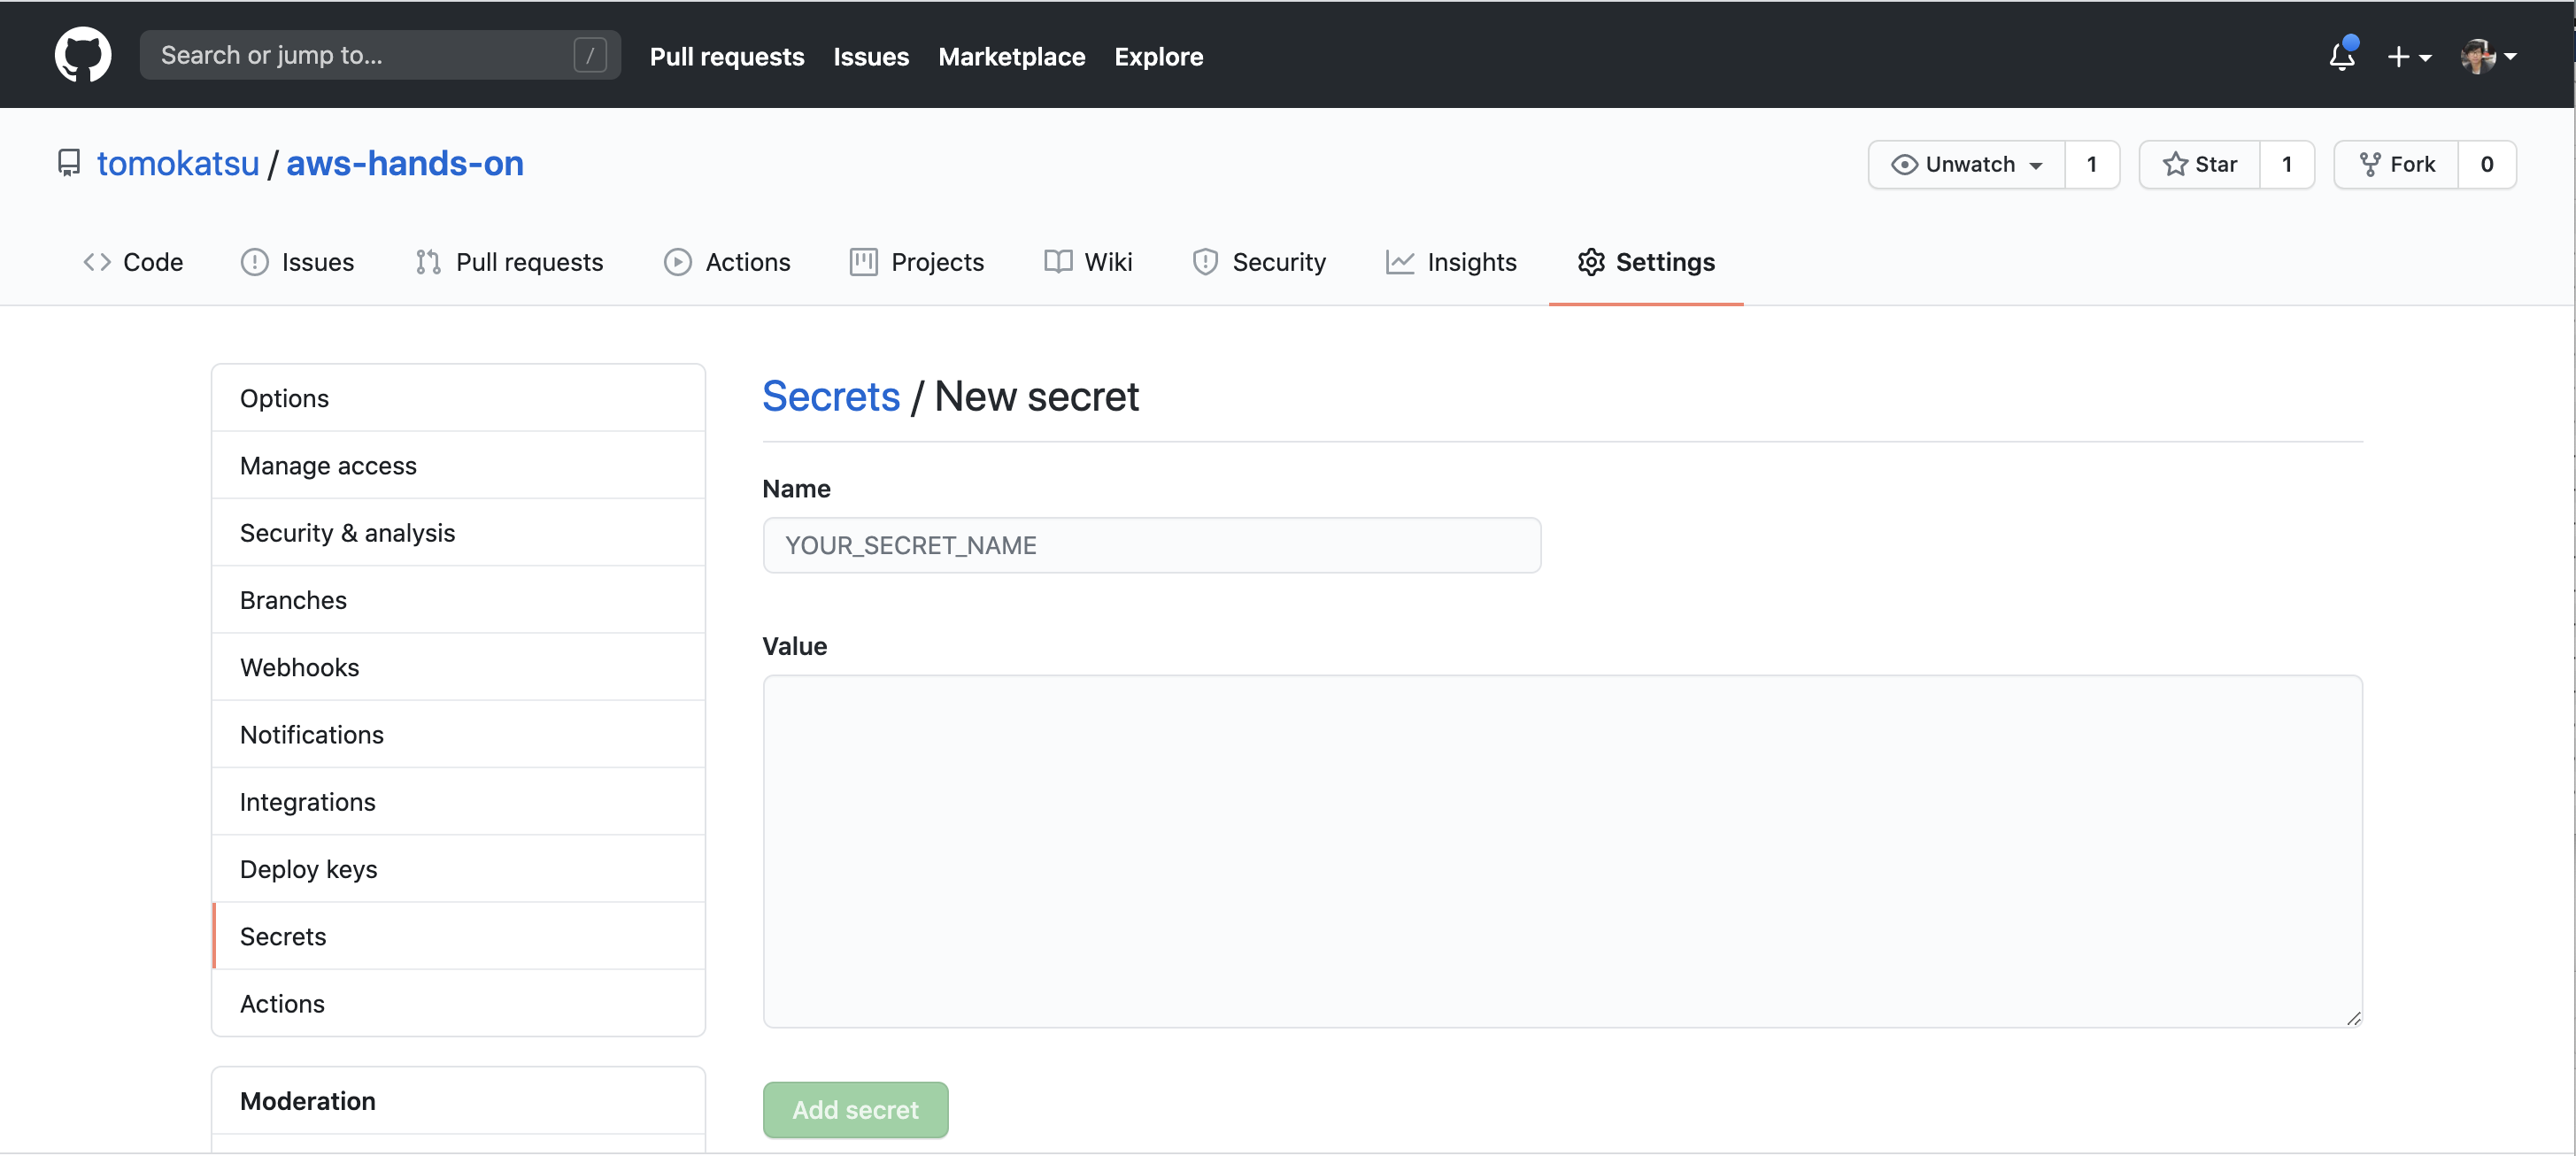 Search or jump to... /
Pull requests Issues Marketplace Explore
tomokatsu / aws-hands-on
Unwatch 1 Star 1 Fork 0
Code Issues Pull requests Actions Projects Wiki Security Insights Settings
Options
Manage access
Security & analysis
Branches
Webhooks
Notifications
Integrations
Deploy keys
Secrets
Actions
Moderation
Secrets / New secret
Name
YOUR_SECRET_NAME
Value
Add secret